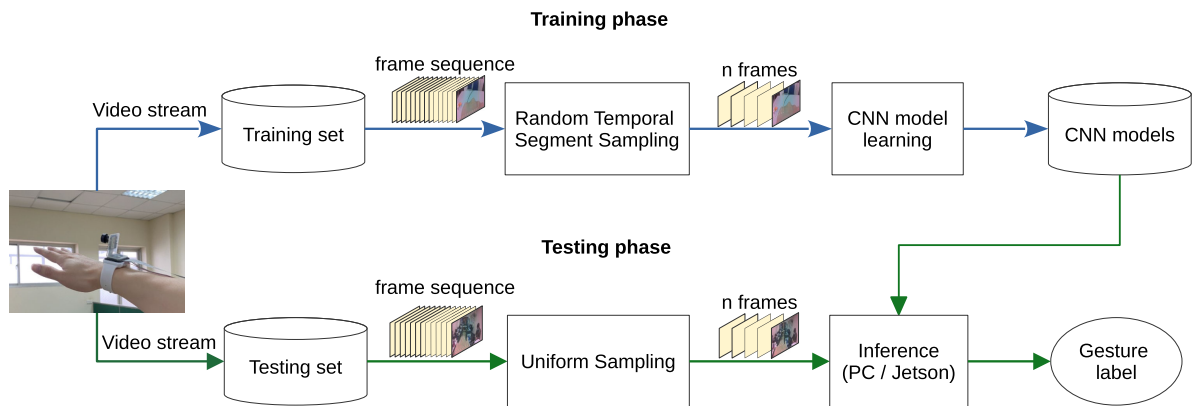 Training phase
Video stream
Training set
frame sequence
Random Temporal
Segment Sampling
n frames
CNN model
learning
CNN models
Testing phase
Video stream
Testing set
frame sequence
Uniform Sampling
n frames
Inference
(PC / Jetson)
Gesture
label